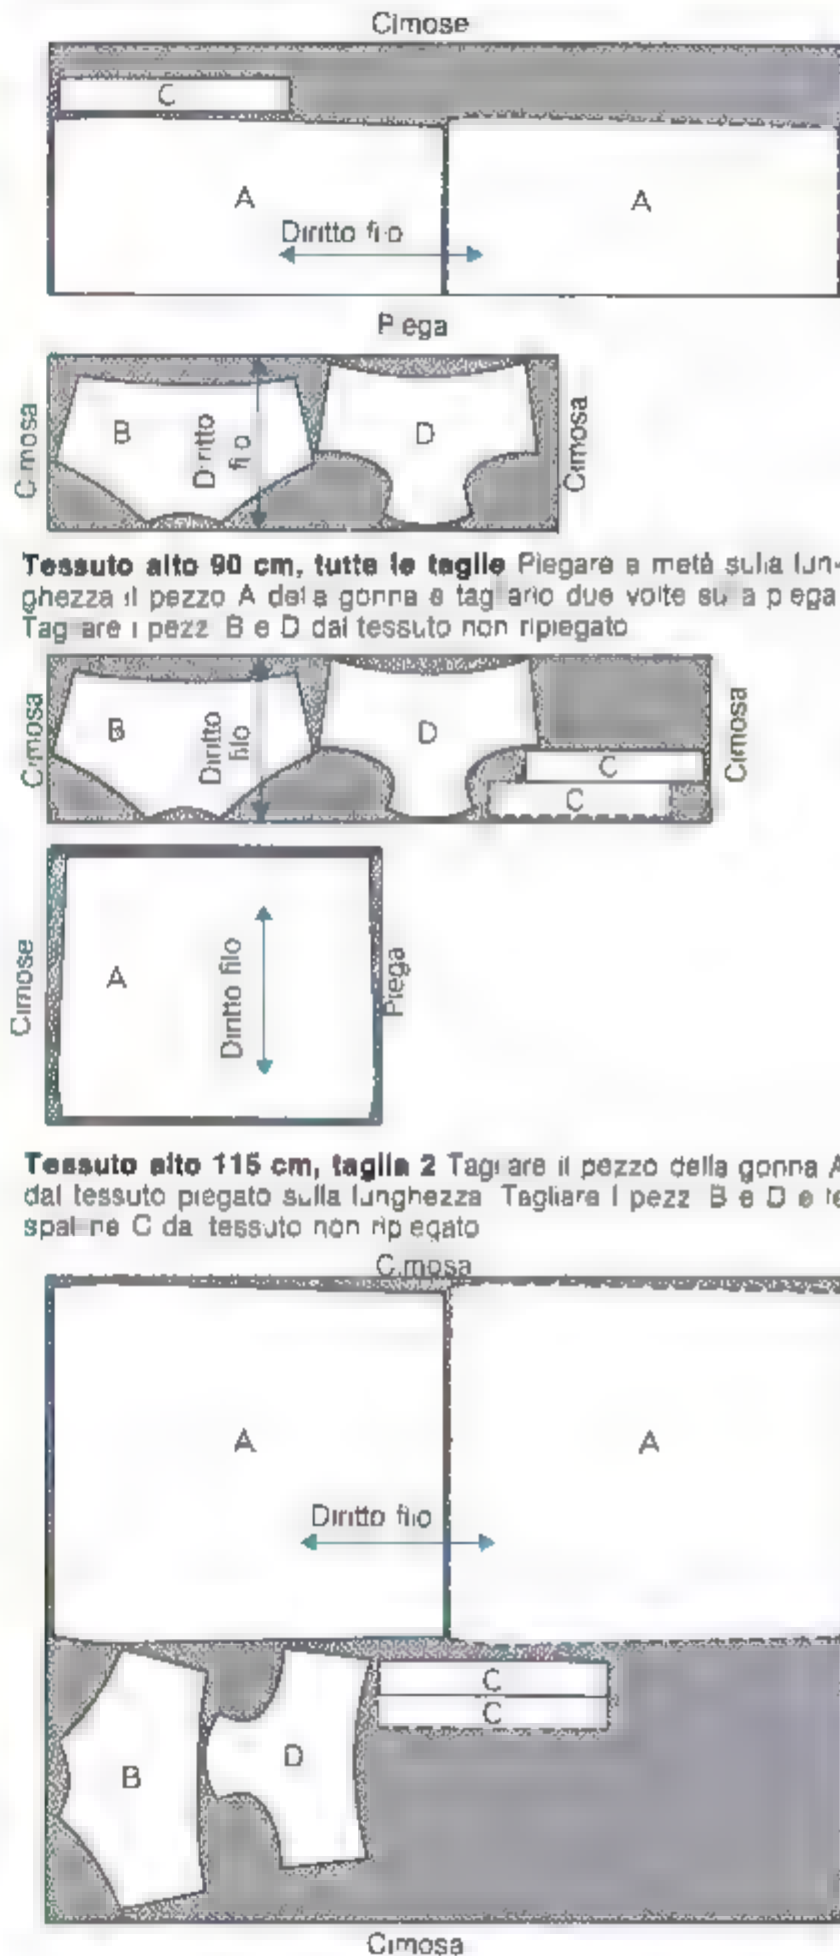 Cimose
C
A
A
Diritto filo
Piega
Cimosa
B
Diritto
filo
D
Cimosa
Tessuto alto 90 cm, tutte le taglie Piegare a metà sulla lun-
ghezza il pezzo A della gonna e tagliarlo due volte sulla piega
Tagliare i pezzi B e D dal tessuto non ripiegato
Cimosa
B
Diritto
filo
D
C
C
Cimosa
Cimose
A
Diritto filo
Piega
Tessuto alto 115 cm, taglia 2 Tagliare il pezzo della gonna A
dal tessuto piegato sulla lunghezza Tagliare i pezzi B e D e le
spalline C dal tessuto non ripiegato
Cimosa
A
A
Diritto filo
C
C
B
D
Cimosa